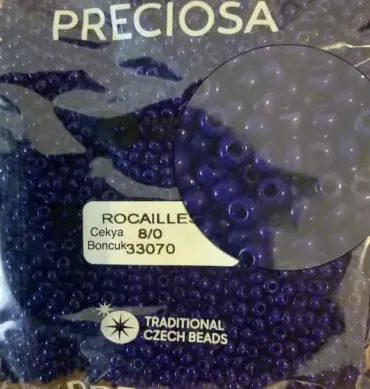 PRECIOSA
ROCAILLES
Cekya 8/0
Boncuk 33070
TRADITIONAL
CZECH BEADS